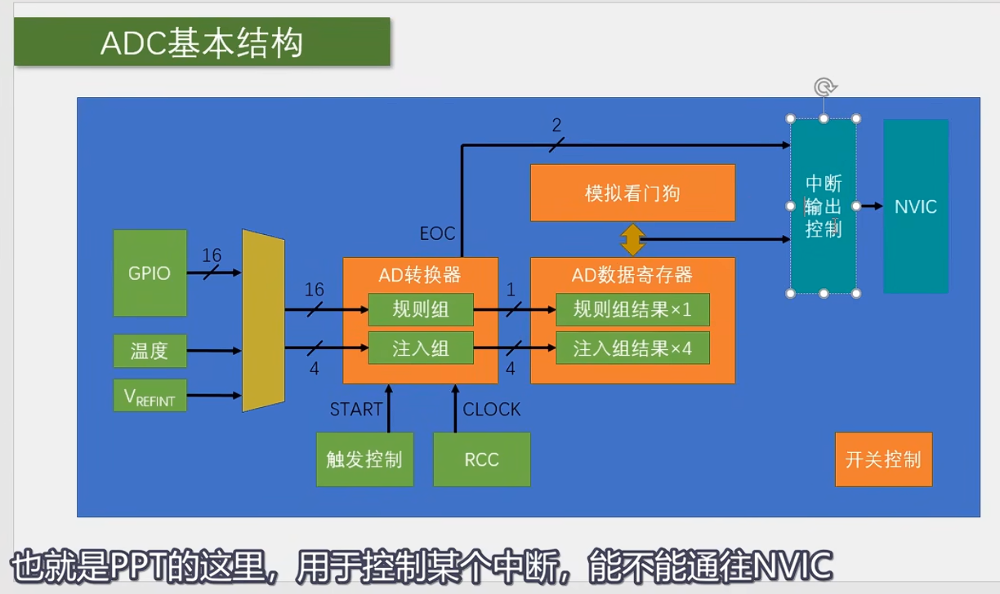 ADC基本结构
2
中断
输出
控制
NVIC
模拟看门狗
EOC
GPIO
16
16
AD转换器
1
AD数据寄存器
规则组
规则组结果×1
温度
注入组
注入组结果×4
4
4
VREFINT
START
CLOCK
触发控制
RCC
开关控制
也就是PPT的这里，用于控制某个中断，能不能通往NVIC